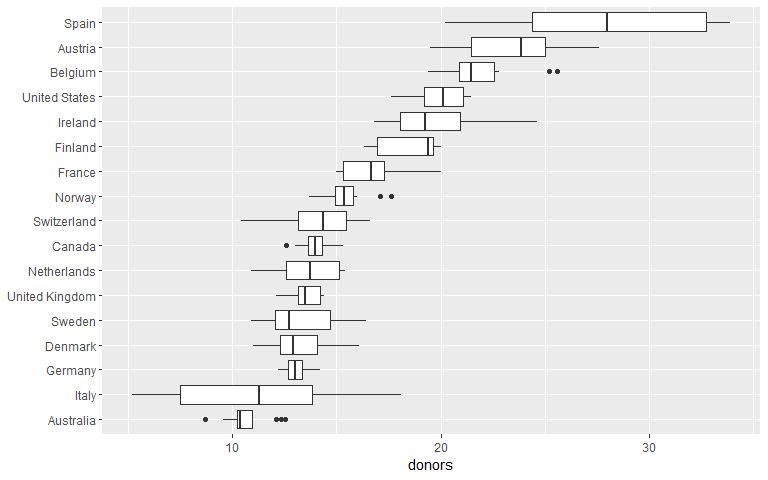 Spain
Austria
Belgium
United States
Ireland
Finland
France
Norway
Switzerland
Canada
Netherlands
United Kingdom
Sweden
Denmark
Germany
Italy
Australia
10 20 30
donors